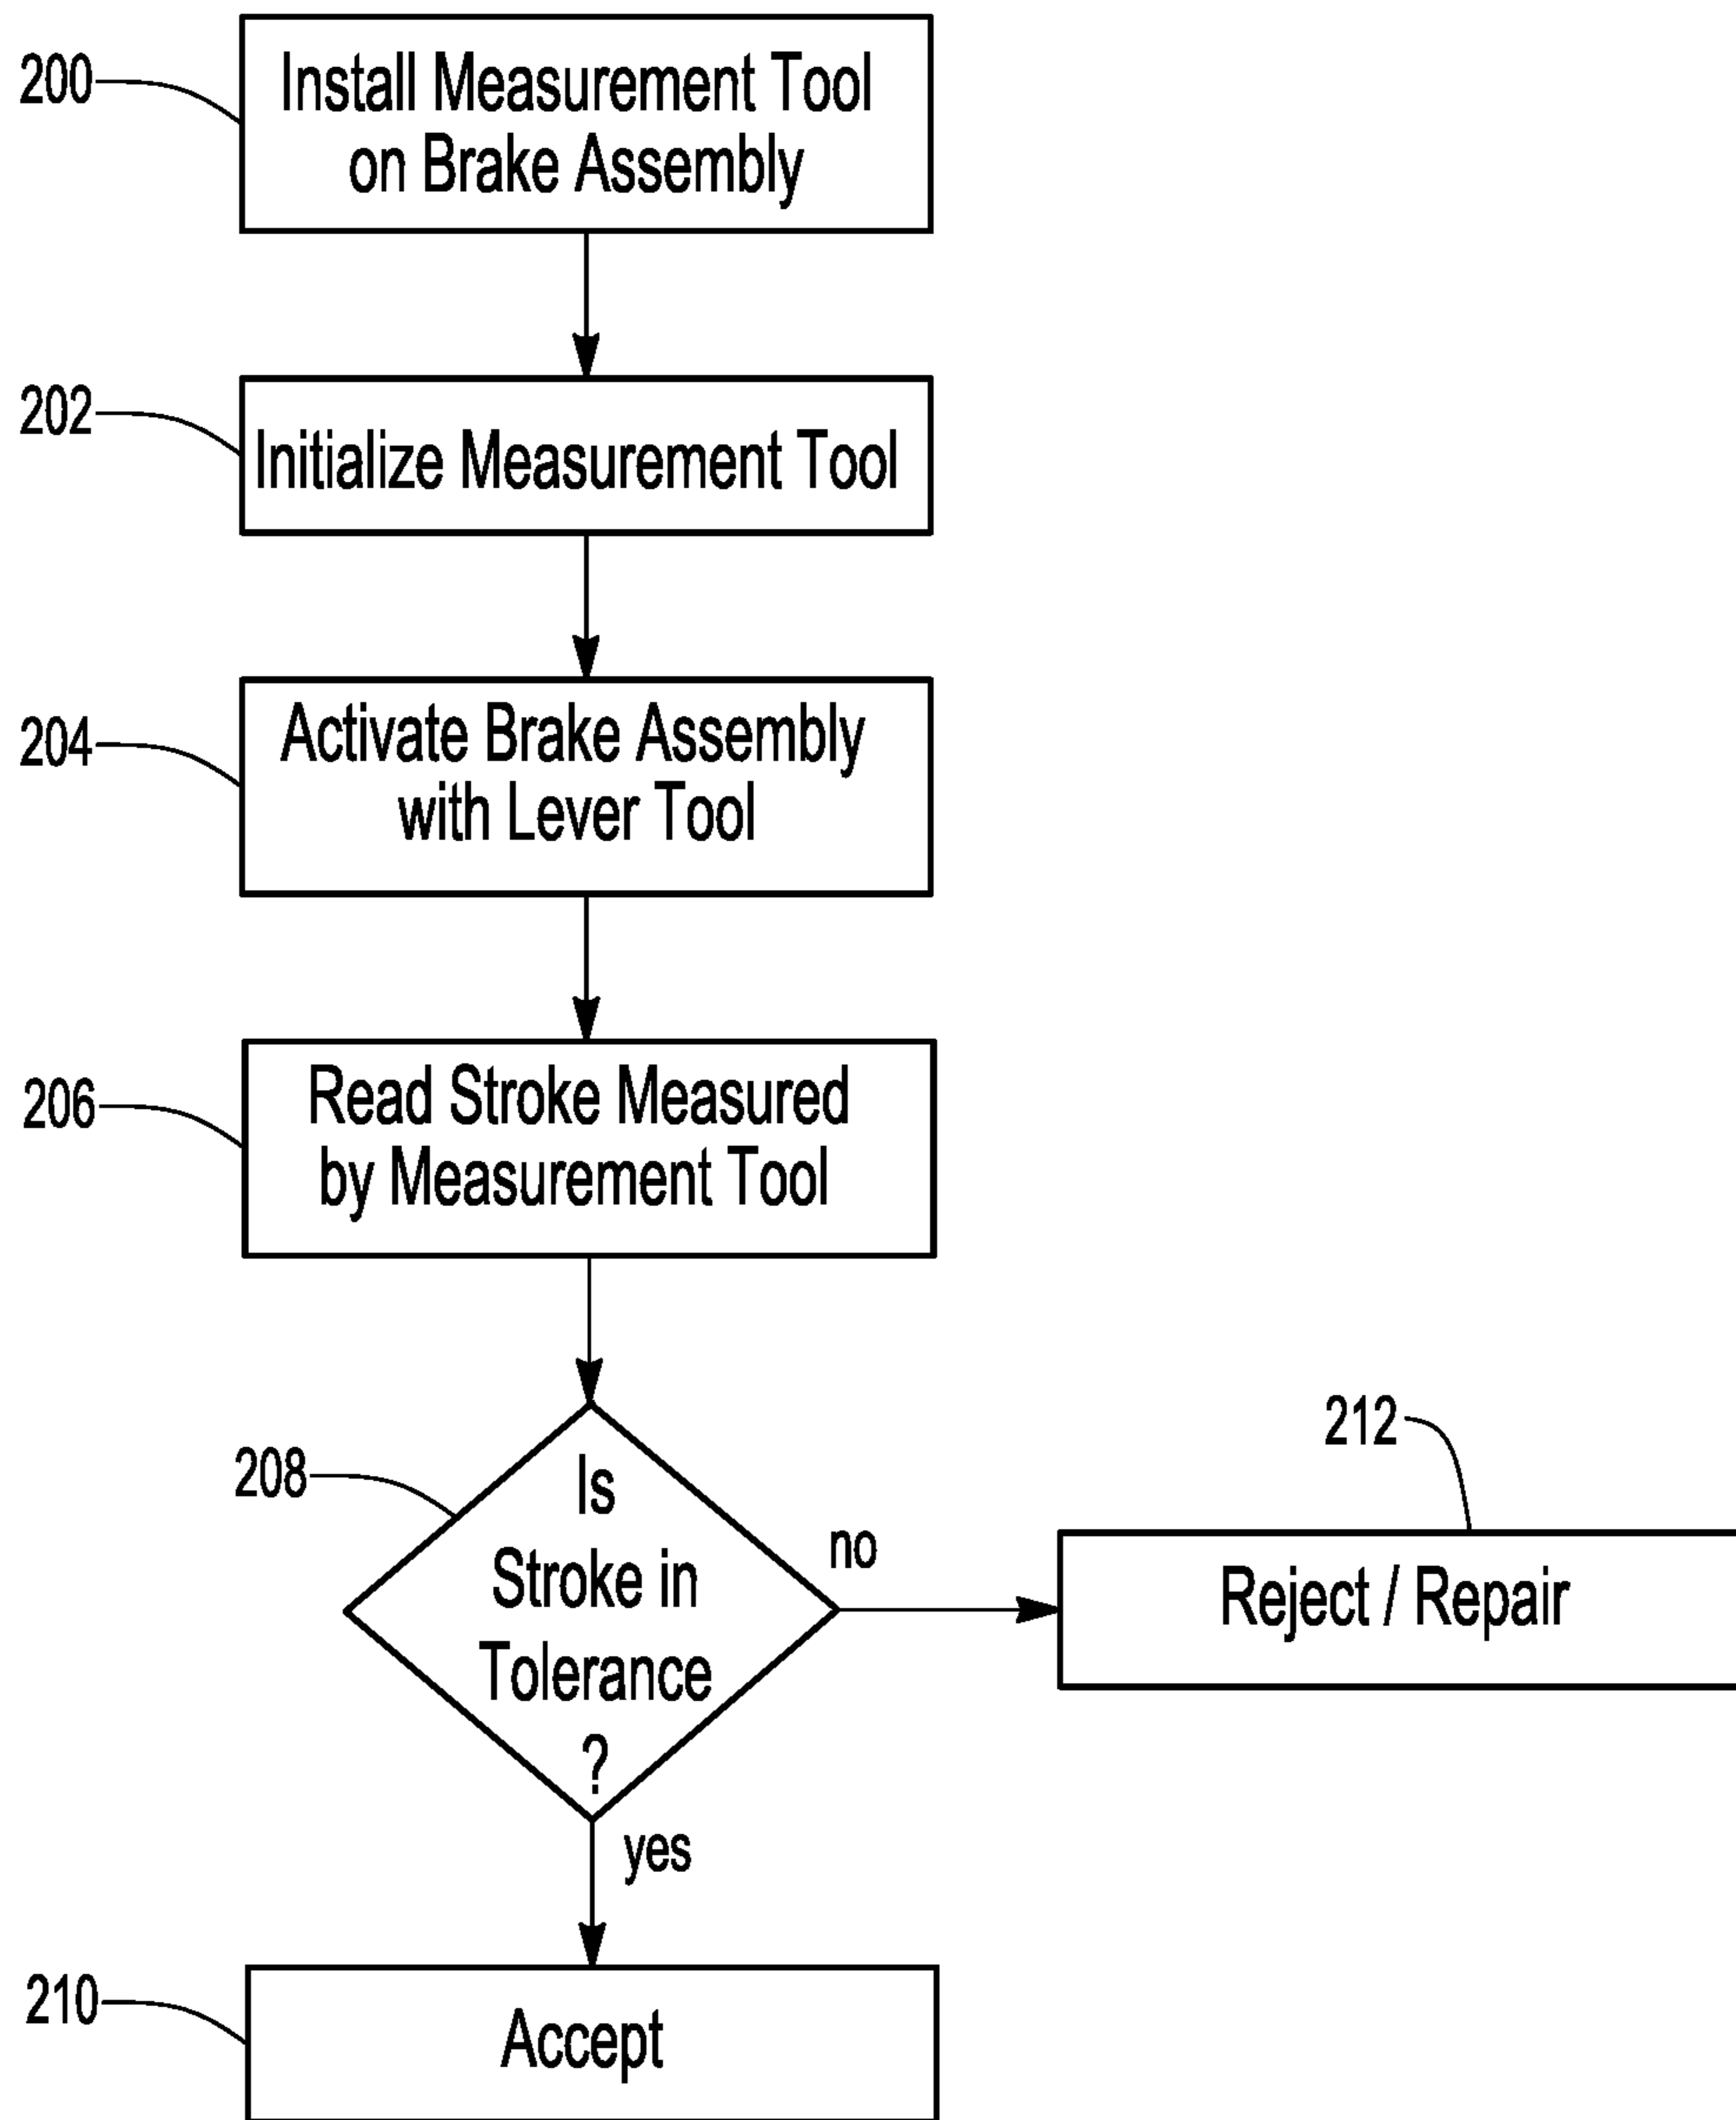 200
Install Measurement Tool
on Brake Assembly
202
Initialize Measurement Tool
204
Activate Brake Assembly
with Lever Tool
206
Read Stroke Measured
by Measurement Tool
208
Is
Stroke in
Tolerance
?
no
212
Reject / Repair
yes
210
Accept